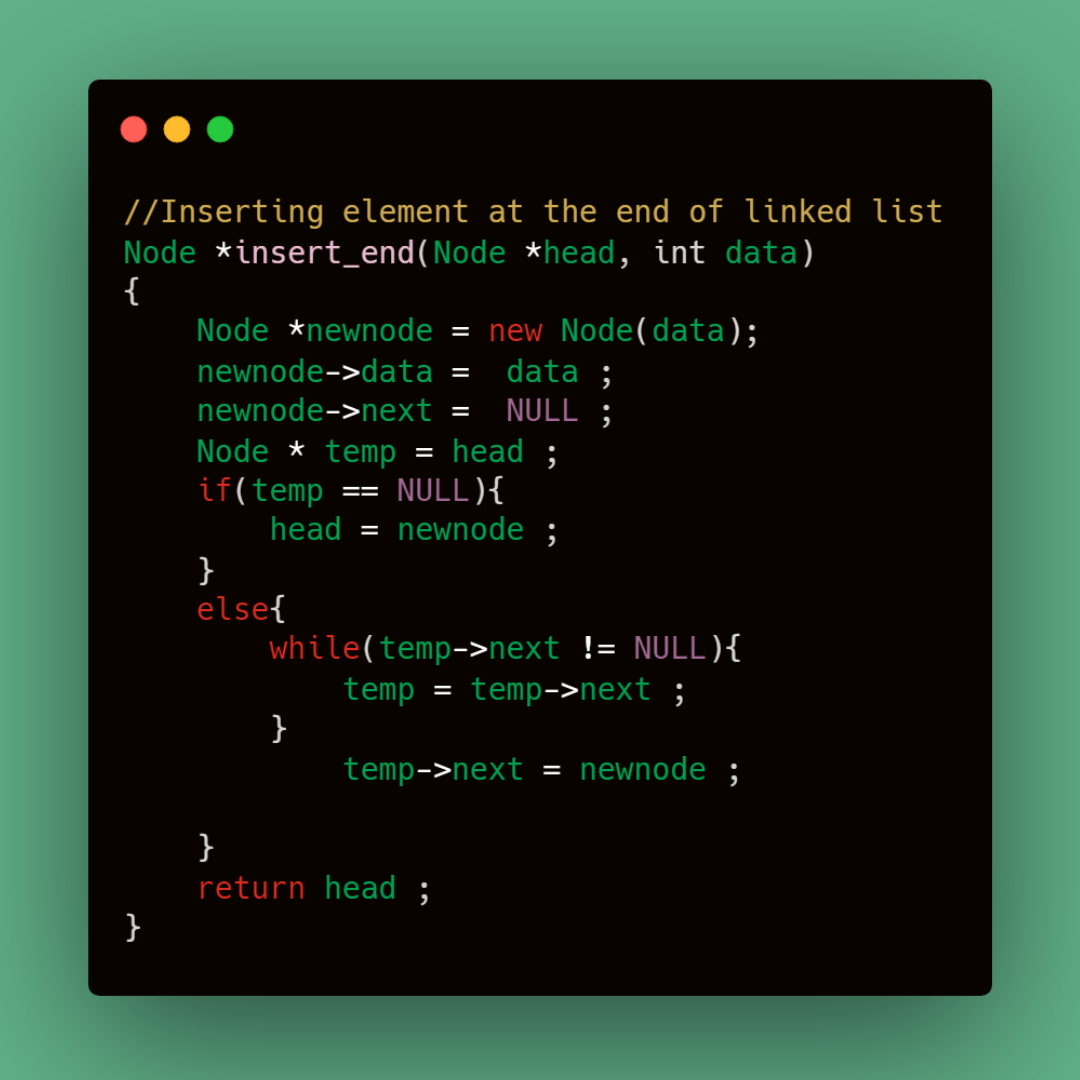 //Inserting element at the end of linked list
Node *insert_end(Node *head, int data)
{
    Node *newnode = new Node(data);
    newnode->data =  data ;
    newnode->next =  NULL ;
    Node * temp = head ;
    if(temp == NULL){
        head = newnode ;
    }
    else{
        while(temp->next != NULL){
            temp = temp->next ;
        }
            temp->next = newnode ;

    }
    return head ;
}